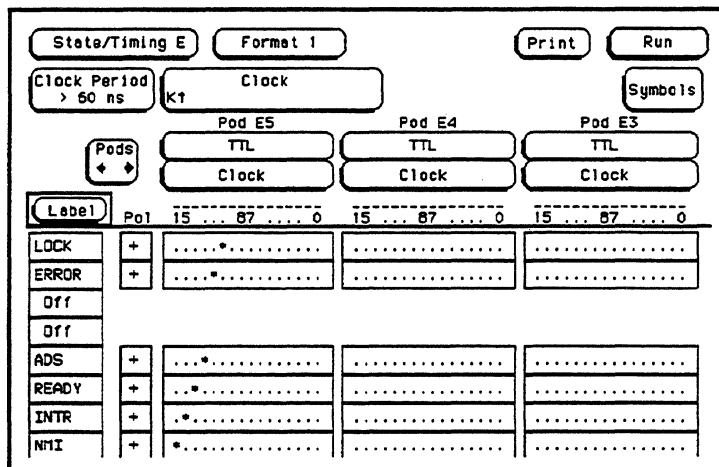 State/Timing E Format 1 Print Run
Clock Period Clock
> 60 ns K↑ Symbols
Pod E5 Pod E4 Pod E3
Pods TTL TTL TTL
← → Clock Clock Clock
Label Pol 15 ... 87 ... 0 15 ... 87 ... 0 15 ... 87 ... 0
LOCK + .....*.......... ................ ................
ERROR + ....*........... ................ ................
Off
Off
ADS + ...*............ ................ ................
READY + ..*............. ................ ................
INTR + .*.............. ................ ................
NMI + *............... ................ ................